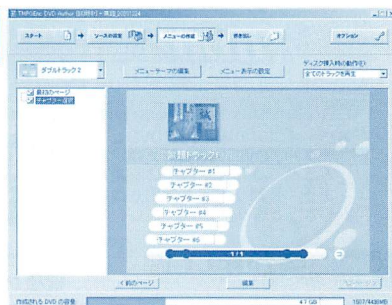 TMPGEnc DVD Author
スタート
ソースの設定
メニューの作成
書き出し
オプション
ダブルトラック2
メニューテーマの編集
メニュー表示の設定
ディスク挿入時の動作
全てのトラックを再生
最初のページ
チャプター選択
チャプター #1
チャプター #2
チャプター #3
チャプター #4
チャプター #5
チャプター #6
1 / 1
< 前のページ
編集
作成される DVD の容量
4.7 GB